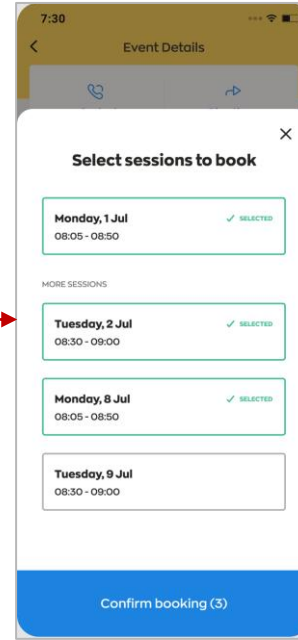 7:30
Event Details
Select sessions to book
Monday, 1 Jul
SELECTED
08:05 - 08:50
MORE SESSIONS
Tuesday, 2 Jul
SELECTED
08:30 - 09:00
Monday, 8 Jul
SELECTED
08:05 - 08:50
Tuesday, 9 Jul
08:30 - 09:00
Confirm booking (3)